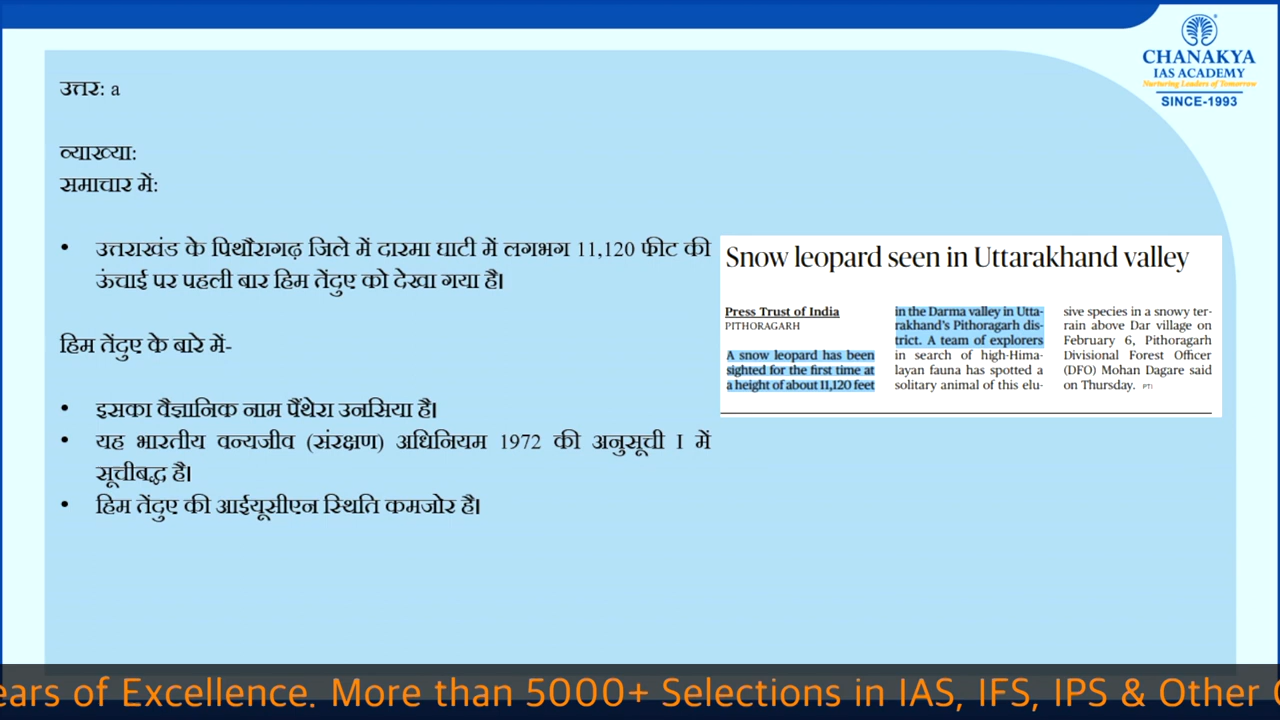 CHANAKYA
IAS ACADEMY
Nurturing Leaders of Tomorrow
SINCE-1993
उत्तर: a
व्याख्या:
समाचार में:
• उत्तराखंड के पिथौरागढ़ जिले में दारमा घाटी में लगभग 11,120 फीट की
ऊंचाई पर पहली बार हिम तेंदुए को देखा गया है।
हिम तेंदुए के बारे में-
• इसका वैज्ञानिक नाम पैंथेरा उनसिया है।
• यह भारतीय वन्यजीव (संरक्षण) अधिनियम 1972 की अनुसूची I में
सूचीबद्ध है।
• हिम तेंदुए की आईयूसीएन स्थिति कमजोर है।
Snow leopard seen in Uttarakhand valley
Press Trust of India
PITHORAGARH
A snow leopard has been
sighted for the first time at
a height of about 11,120 feet
in the Darma valley in Utta-
rakhand's Pithoragarh dis-
trict. A team of explorers
in search of high-Hima-
layan fauna has spotted a
solitary animal of this elu-
sive species in a snowy ter-
rain above Dar village on
February 6, Pithoragarh
Divisional Forest Officer
(DFO) Mohan Dagare said
on Thursday. PTI
ears of Excellence. More than 5000+ Selections in IAS, IFS, IPS & Other